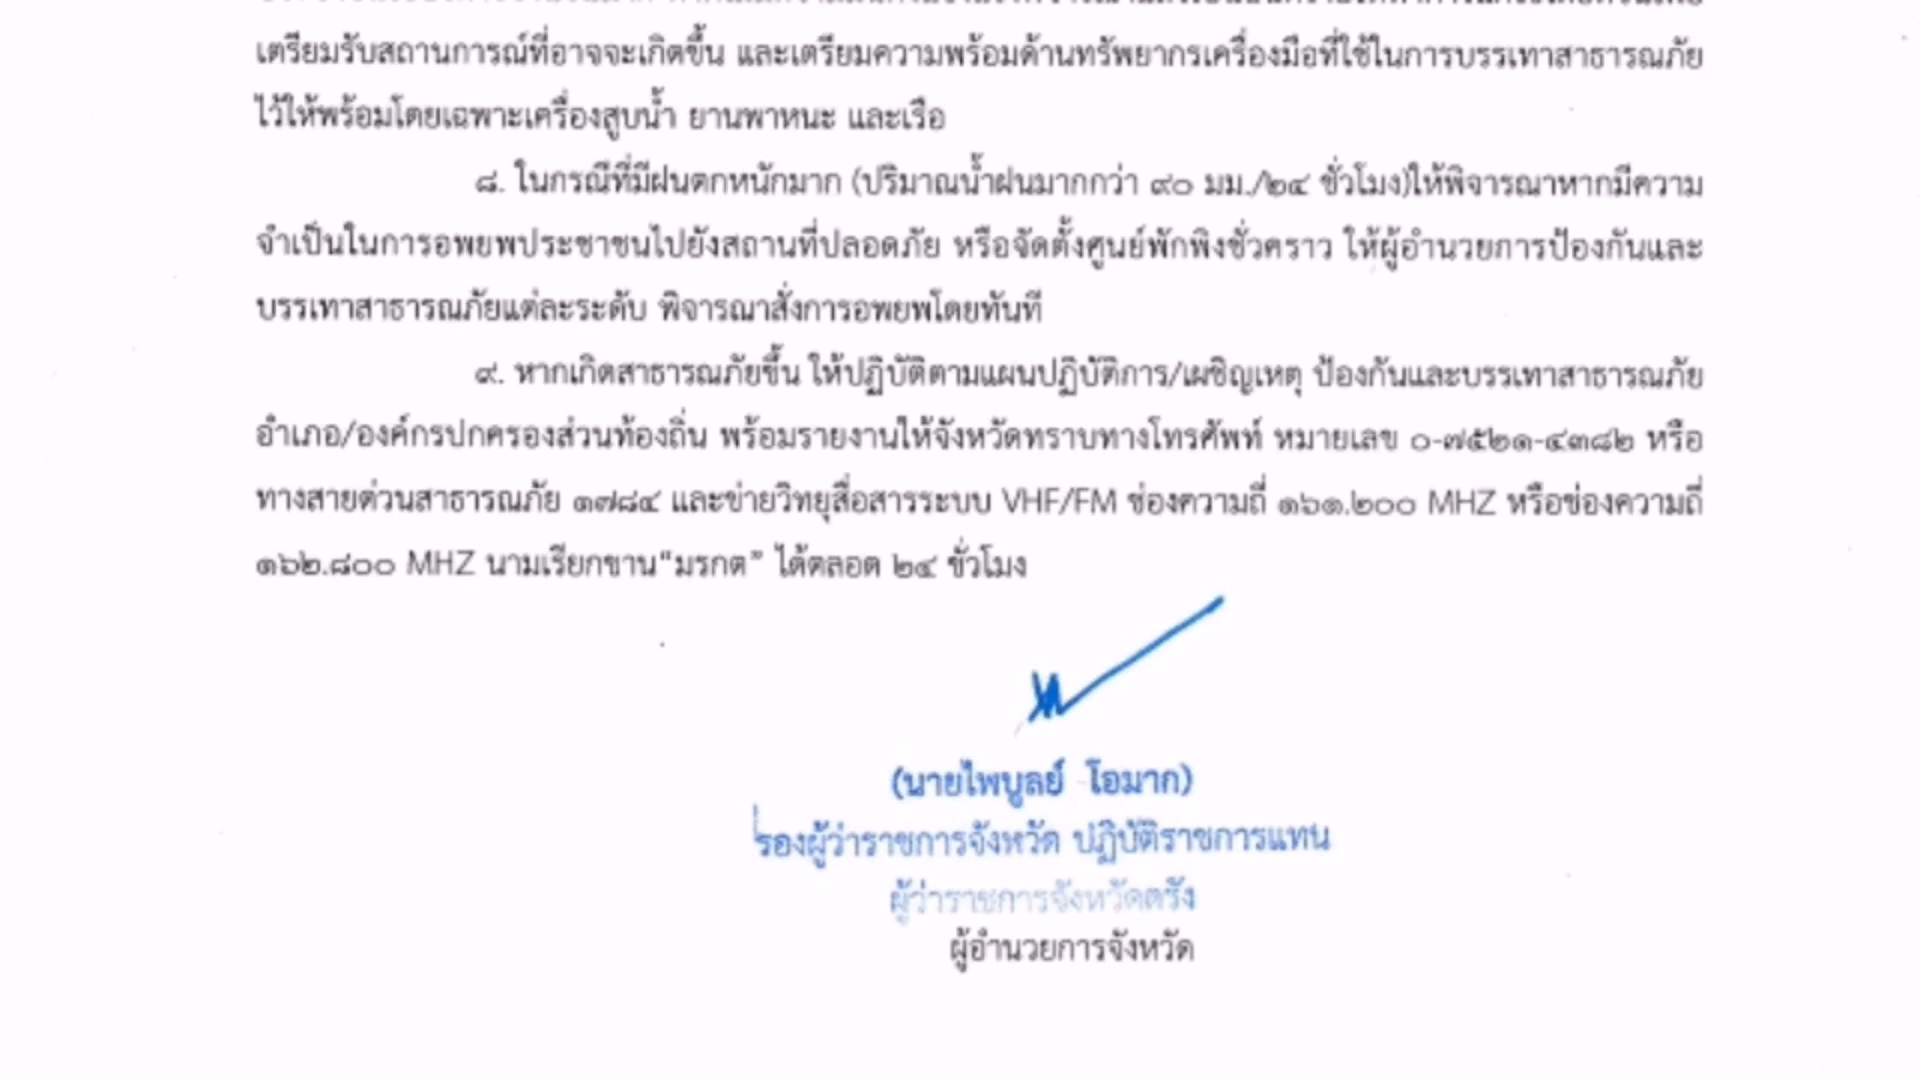 เตรียมรับสถานการณ์ที่อาจจะเกิดขึ้น และเตรียมความพร้อมด้านทรัพยากรเครื่องมือที่ใช้ในการบรรเทาสาธารณภัย
ไว้ให้พร้อมโดยเฉพาะเครื่องสูบน้ำ ยานพาหนะ และเรือ
๘. ในกรณีที่มีฝนตกหนักมาก (ปริมาณน้ำฝนมากกว่า ๙๐ มม./๒๔ ชั่วโมง)ให้พิจารณาหากมีความ
จำเป็นในการอพยพประชาชนไปยังสถานที่ปลอดภัย หรือจัดตั้งศูนย์พักพิงชั่วคราว ให้ผู้อำนวยการป้องกันและ
บรรเทาสาธารณภัยแต่ละระดับ พิจารณาสั่งการอพยพโดยทันที
๙. หากเกิดสาธารณภัยขึ้น ให้ปฏิบัติตามแผนปฏิบัติการ/เผชิญเหตุ ป้องกันและบรรเทาสาธารณภัย
อำเภอ/องค์กรปกครองส่วนท้องถิ่น พร้อมรายงานให้จังหวัดทราบทางโทรศัพท์ หมายเลข ๐-๗๕๒๑-๔๓๘๒ หรือ
ทางสายด่วนสาธารณภัย ๑๗๘๔ และข่ายวิทยุสื่อสารระบบ VHF/FM ช่องความถี่ ๑๖๑.๒๐๐ MHZ หรือช่องความถี่
๑๖๒.๘๐๐ MHZ นามเรียกขาน“มรกต” ได้ตลอด ๒๔ ชั่วโมง
(นายไพบูลย์ โอมาก)
รองผู้ว่าราชการจังหวัด ปฏิบัติราชการแทน
ผู้ว่าราชการจังหวัดตรัง
ผู้อำนวยการจังหวัด